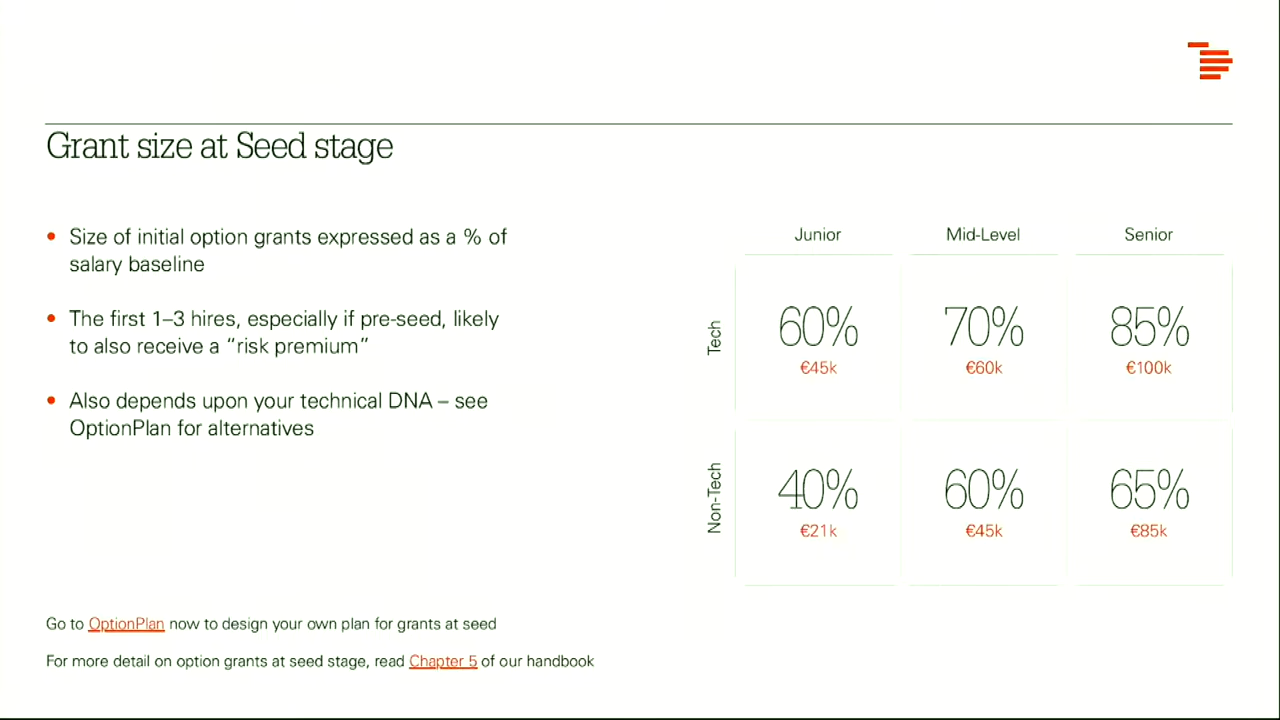 Grant size at Seed stage
• Size of initial option grants expressed as a % of
salary baseline
• The first 1–3 hires, especially if pre-seed, likely
to also receive a “risk premium”
• Also depends upon your technical DNA – see
OptionPlan for alternatives
Junior Mid-Level Senior
Tech
60% 70% 85%
€45k €60k €100k
Non-Tech
40% 60% 65%
€21k €45k €85k
Go to OptionPlan now to design your own plan for grants at seed
For more detail on option grants at seed stage, read Chapter 5 of our handbook